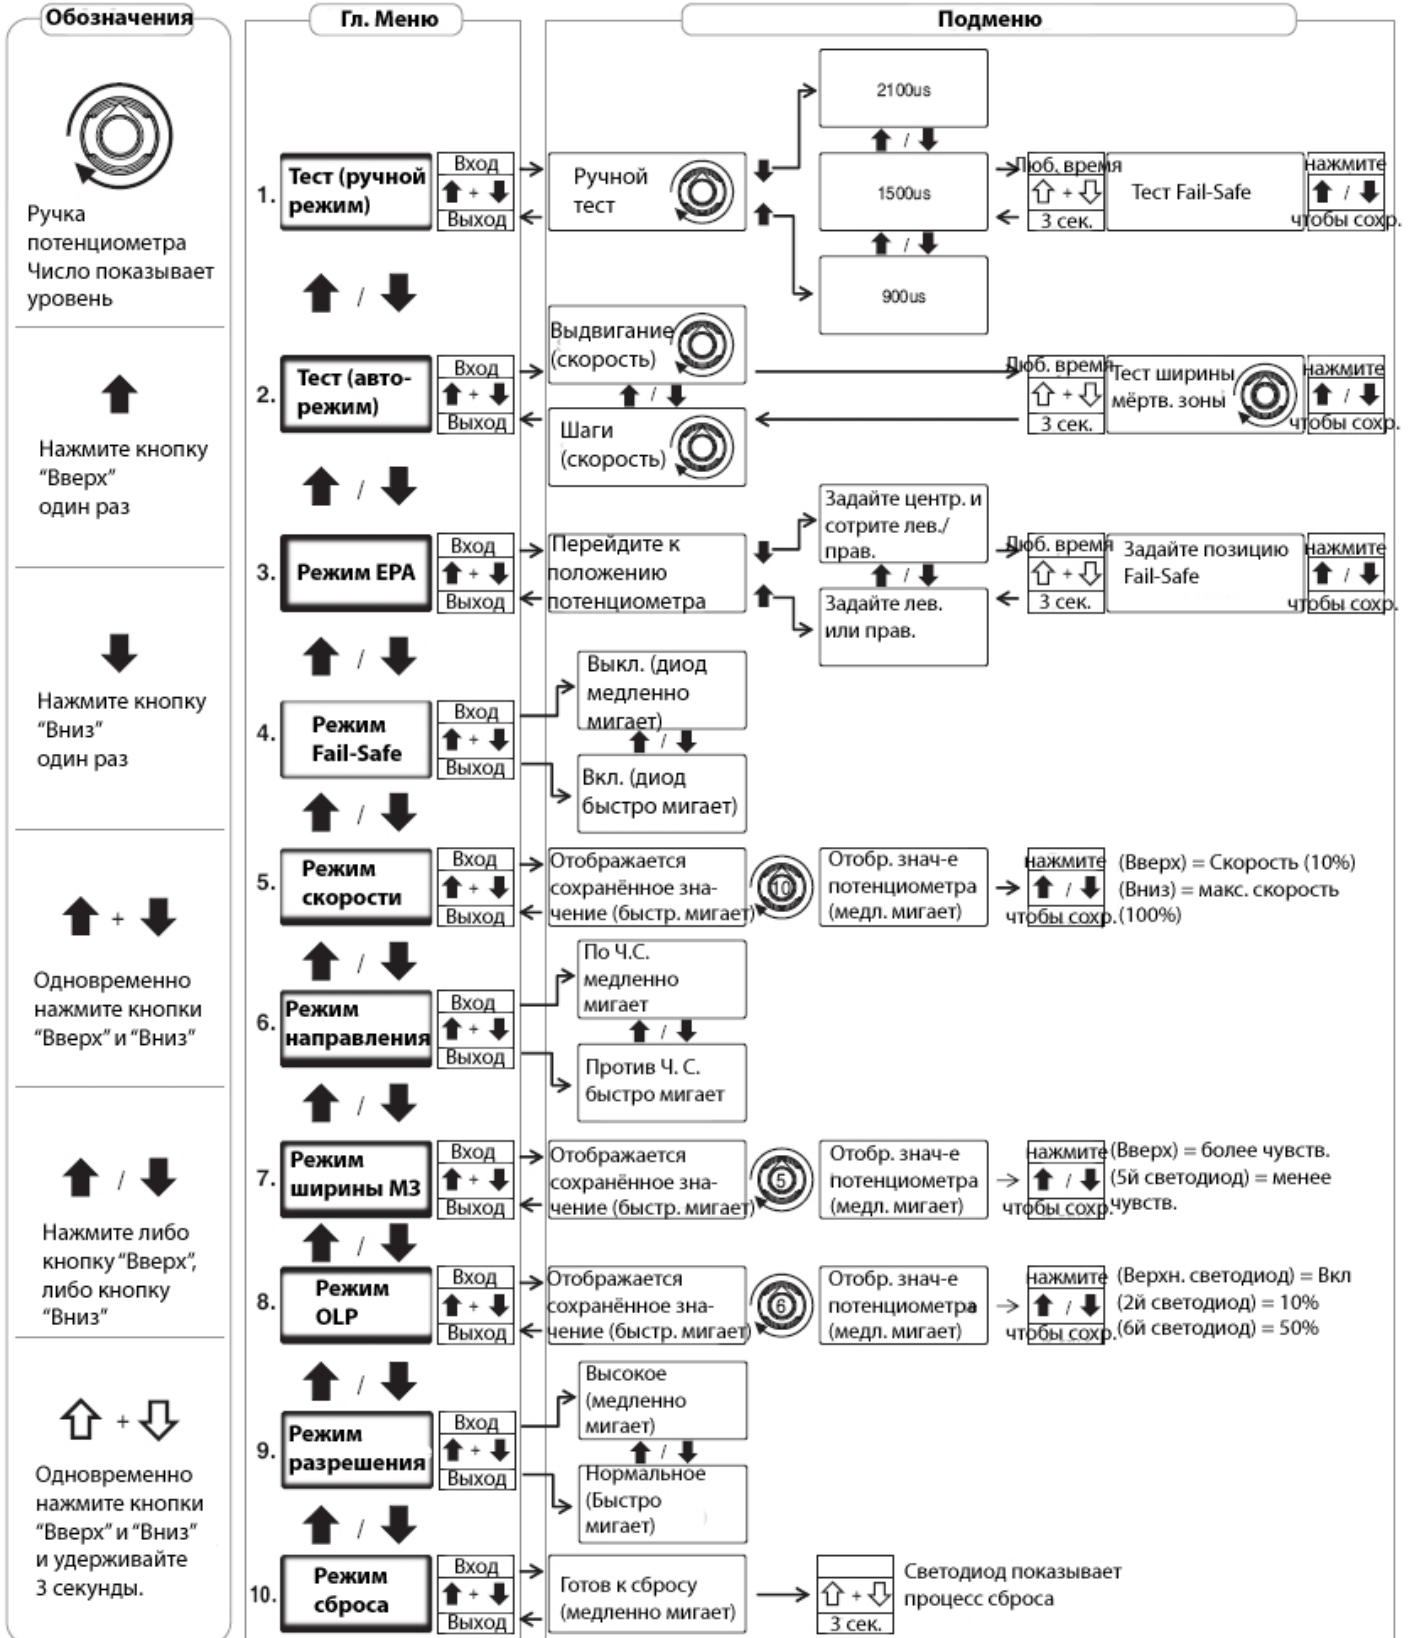 Обозначения
Гл. Меню
Подменю
Ручка
потенциометра
Число показывает
уровень
Нажмите кнопку
“Вверх”
один раз
Нажмите кнопку
“Вниз”
один раз
+
Одновременно
нажмите кнопки
“Вверх” и “Вниз”
/
Нажмите либо
кнопку “Вверх”,
либо кнопку
“Вниз”
+
Одновременно
нажмите кнопки
“Вверх” и “Вниз”
и удерживайте
3 секунды.
1.
Тест (ручной
режим)
Вход
+
Выход
Ручной
тест
2100us
/
1500us
/
900us
Люб. время
+
3 сек.
Тест Fail-Safe
нажмите
/
чтобы сохр.
/
2.
Тест (авто-
режим)
Вход
+
Выход
Выдвигание
(скорость)
/
Шаги
(скорость)
Люб. время
+
3 сек.
Тест ширины
мёртв. зоны
нажмите
/
чтобы сохр.
/
3.
Режим EPA
Вход
+
Выход
Перейдите к
положению
потенциометра
Задайте центр. и
сотрите лев./
прав.
/
Задайте лев.
или прав.
Люб. время
+
3 сек.
Задайте позицию
Fail-Safe
нажмите
/
чтобы сохр.
/
4.
Режим
Fail-Safe
Вход
+
Выход
Выкл. (диод
медленно
мигает)
/
Вкл. (диод
быстро мигает)
/
5.
Режим
скорости
Вход
+
Выход
Отображается
сохранённое зна-
чение (быстр. мигает)
10
Отобр. знач-е
потенциометра
(медл. мигает)
нажмите
/
чтобы сохр.
(Вверх) = Скорость (10%)
(Вниз) = макс. скорость
(100%)
/
6.
Режим
направления
Вход
+
Выход
По Ч.С.
медленно
мигает
/
Против Ч. С.
быстро мигает
/
7.
Режим
ширины МЗ
Вход
+
Выход
Отображается
сохранённое зна-
чение (быстр. мигает)
5
Отобр. знач-е
потенциометра
(медл. мигает)
нажмите
/
чтобы сохр.
(Вверх) = более чувств.
(5й светодиод) = менее
чувств.
/
8.
Режим
OLP
Вход
+
Выход
Отображается
сохранённое зна-
чение (быстр. мигает)
6
Отобр. знач-е
потенциометра
(медл. мигает)
нажмите
/
чтобы сохр.
(Верхн. светодиод) = Вкл
(2й светодиод) = 10%
(6й светодиод) = 50%
/
9.
Режим
разрешения
Вход
+
Выход
Высокое
(медленно
мигает)
/
Нормальное
(Быстро
мигает)
/
10.
Режим
сброса
Вход
+
Выход
Готов к сбросу
(медленно мигает)
+
3 сек.
Светодиод показывает
процесс сброса